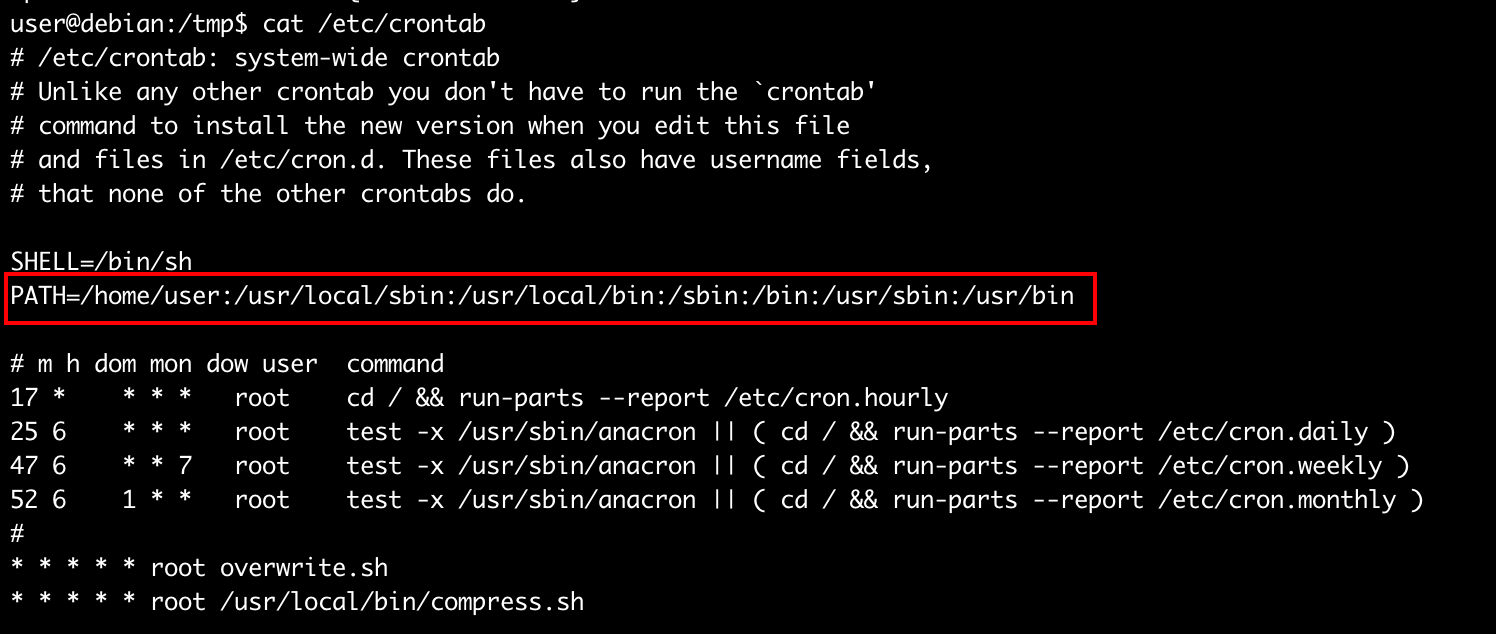 user@debian:/tmp$ cat /etc/crontab
# /etc/crontab: system-wide crontab
# Unlike any other crontab you don't have to run the `crontab'
# command to install the new version when you edit this file
# and files in /etc/cron.d. These files also have username fields,
# that none of the other crontabs do.

SHELL=/bin/sh
PATH=/home/user:/usr/local/sbin:/usr/local/bin:/sbin:/bin:/usr/sbin:/usr/bin

# m h dom mon dow user  command
17 *    * * *   root    cd / && run-parts --report /etc/cron.hourly
25 6    * * *   root    test -x /usr/sbin/anacron || ( cd / && run-parts --report /etc/cron.daily )
47 6    * * 7   root    test -x /usr/sbin/anacron || ( cd / && run-parts --report /etc/cron.weekly )
52 6    1 * *   root    test -x /usr/sbin/anacron || ( cd / && run-parts --report /etc/cron.monthly )
#
* * * * * root overwrite.sh
* * * * * root /usr/local/bin/compress.sh